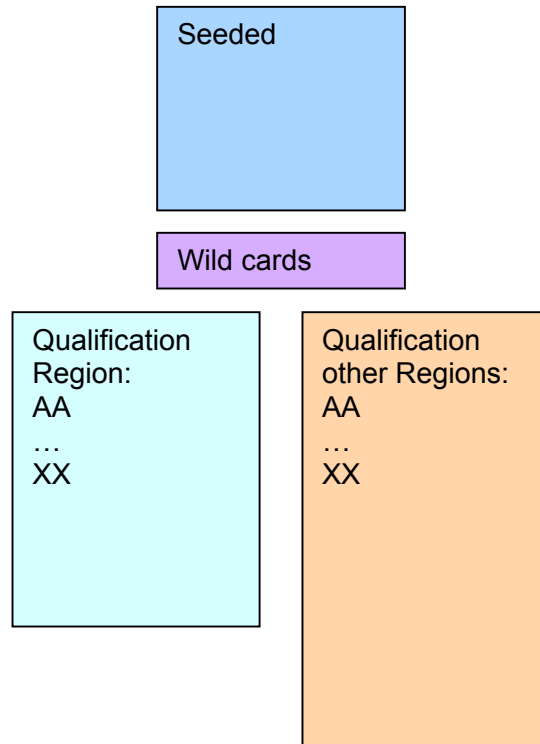 Seeded
Wild cards
Qualification
Region:
AA
…
XX
Qualification
other Regions:
AA
…
XX